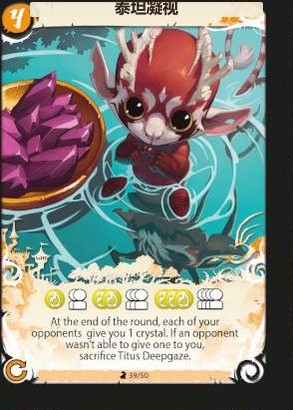 泰坦凝视
4
At the end of the round, each of your
opponents give you 1 crystal. If an opponent
wasn't able to give one to you,
sacrifice Titus Deepgaze.
39/50